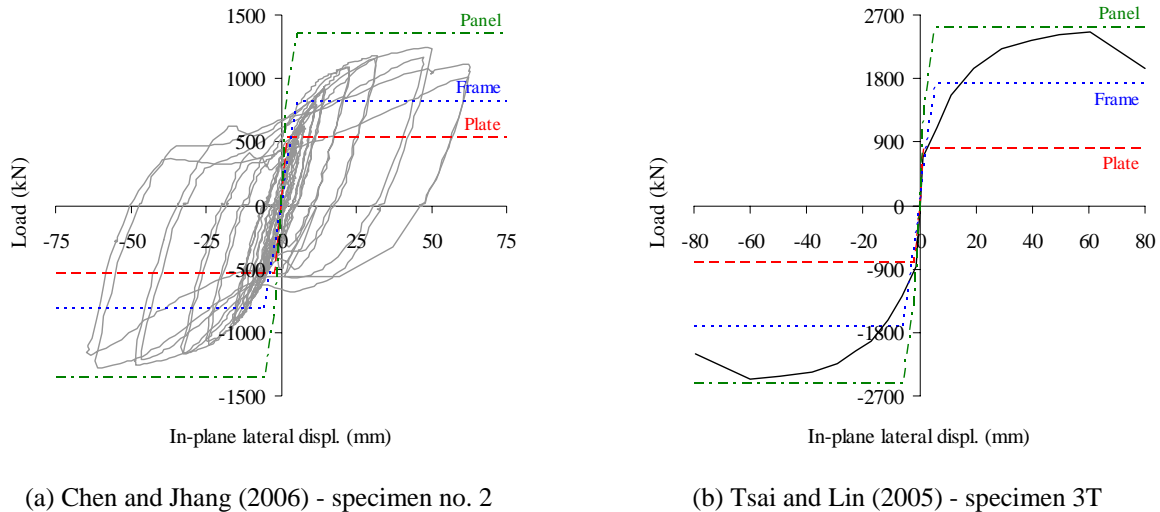 1500
1000
500
0
-500
-1000
-1500
-75 -50 -25 0 25 50 75
Load (kN)
In-plane lateral displ. (mm)
Panel
Frame
Plate
(a) Chen and Jhang (2006) - specimen no. 2
2700
1800
900
0
-900
-1800
-2700
-80 -60 -40 -20 0 20 40 60 80
Load (kN)
In-plane lateral displ. (mm)
Panel
Frame
Plate
(b) Tsai and Lin (2005) - specimen 3T